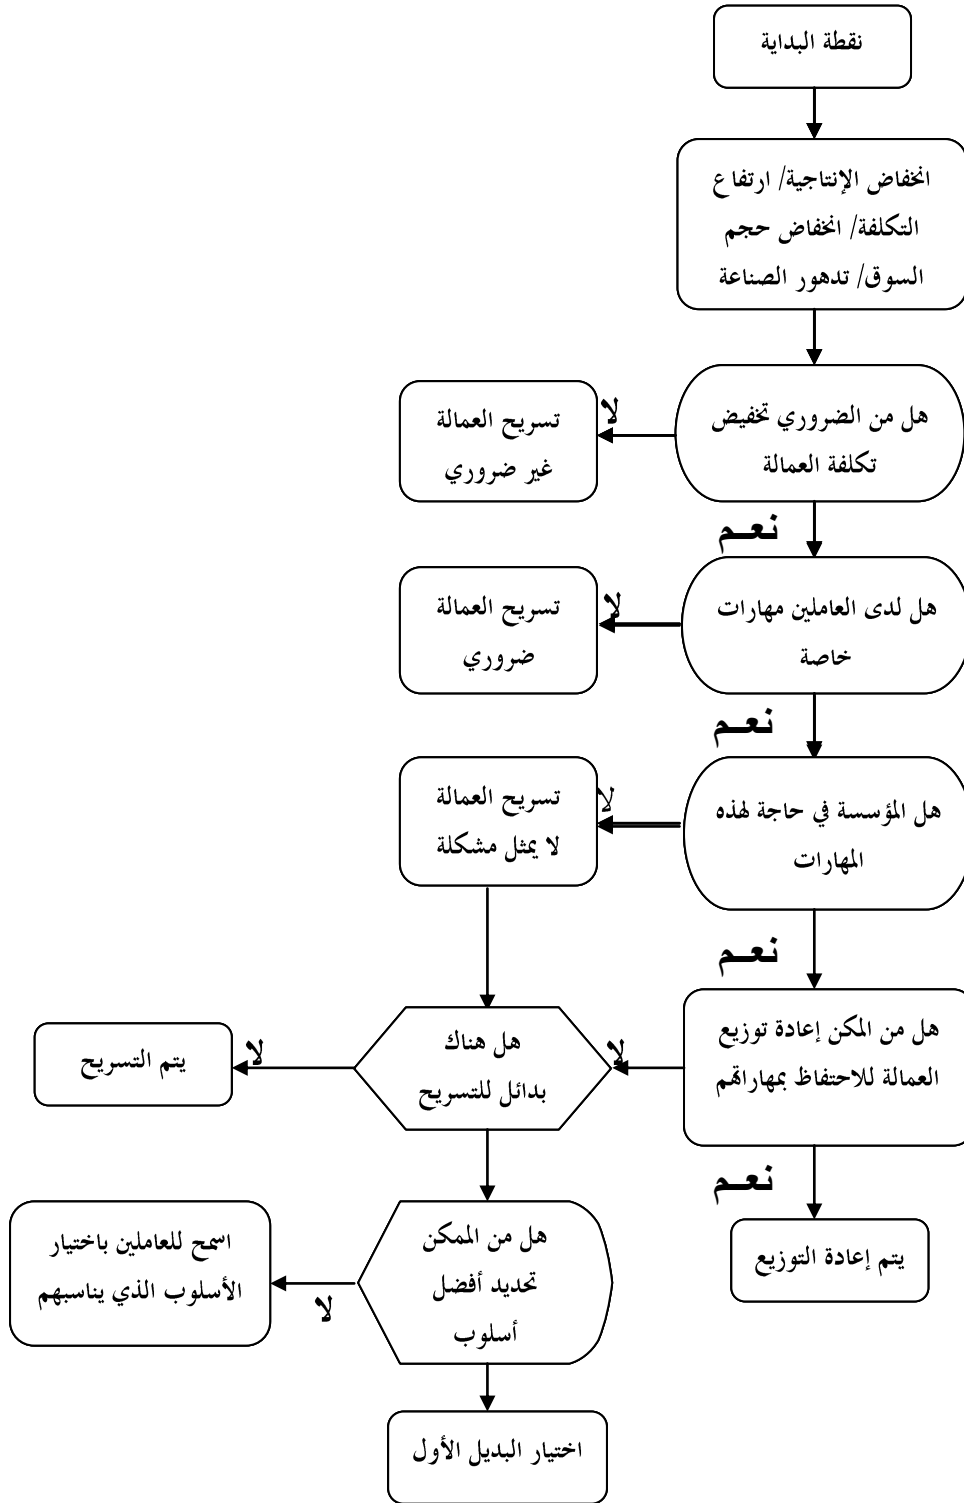 نقطة البداية
انخفاض الإنتاجية/ ارتفاع
التكلفة/ انخفاض حجم
السوق/ تدهور الصناعة
هل من الضروري تخفيض
تكلفة العمالة
لا
تسريح العمالة
غير ضروري
نعـم
هل لدى العاملين مهارات
خاصة
لا
تسريح العمالة
ضروري
نعـم
هل المؤسسة في حاجة لهذه
المهارات
لا
تسريح العمالة
لا يمثل مشكلة
نعـم
هل من المكن إعادة توزيع
العمالة للاحتفاظ بمهاراتهم
لا
هل هناك
بدائل للتسريح
لا
يتم التسريح
نعـم
يتم إعادة التوزيع
هل من الممكن
تحديد أفضل
أسلوب
لا
اسمح للعاملين باختيار
الأسلوب الذي يناسبهم
اختيار البديل الأول